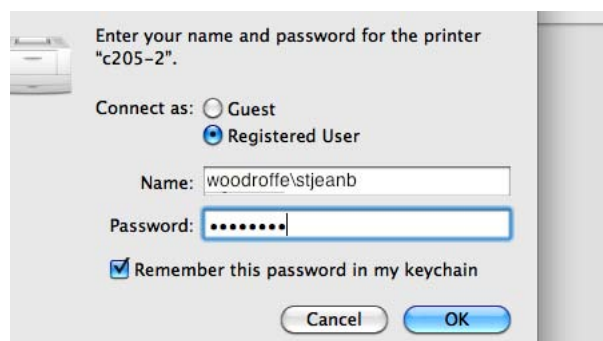 Enter your name and password for the printer
“c205-2”.
Connect as: Guest
Registered User
Name: woodroffe\stjeanb
Password: ••••••••
Remember this password in my keychain
Cancel OK